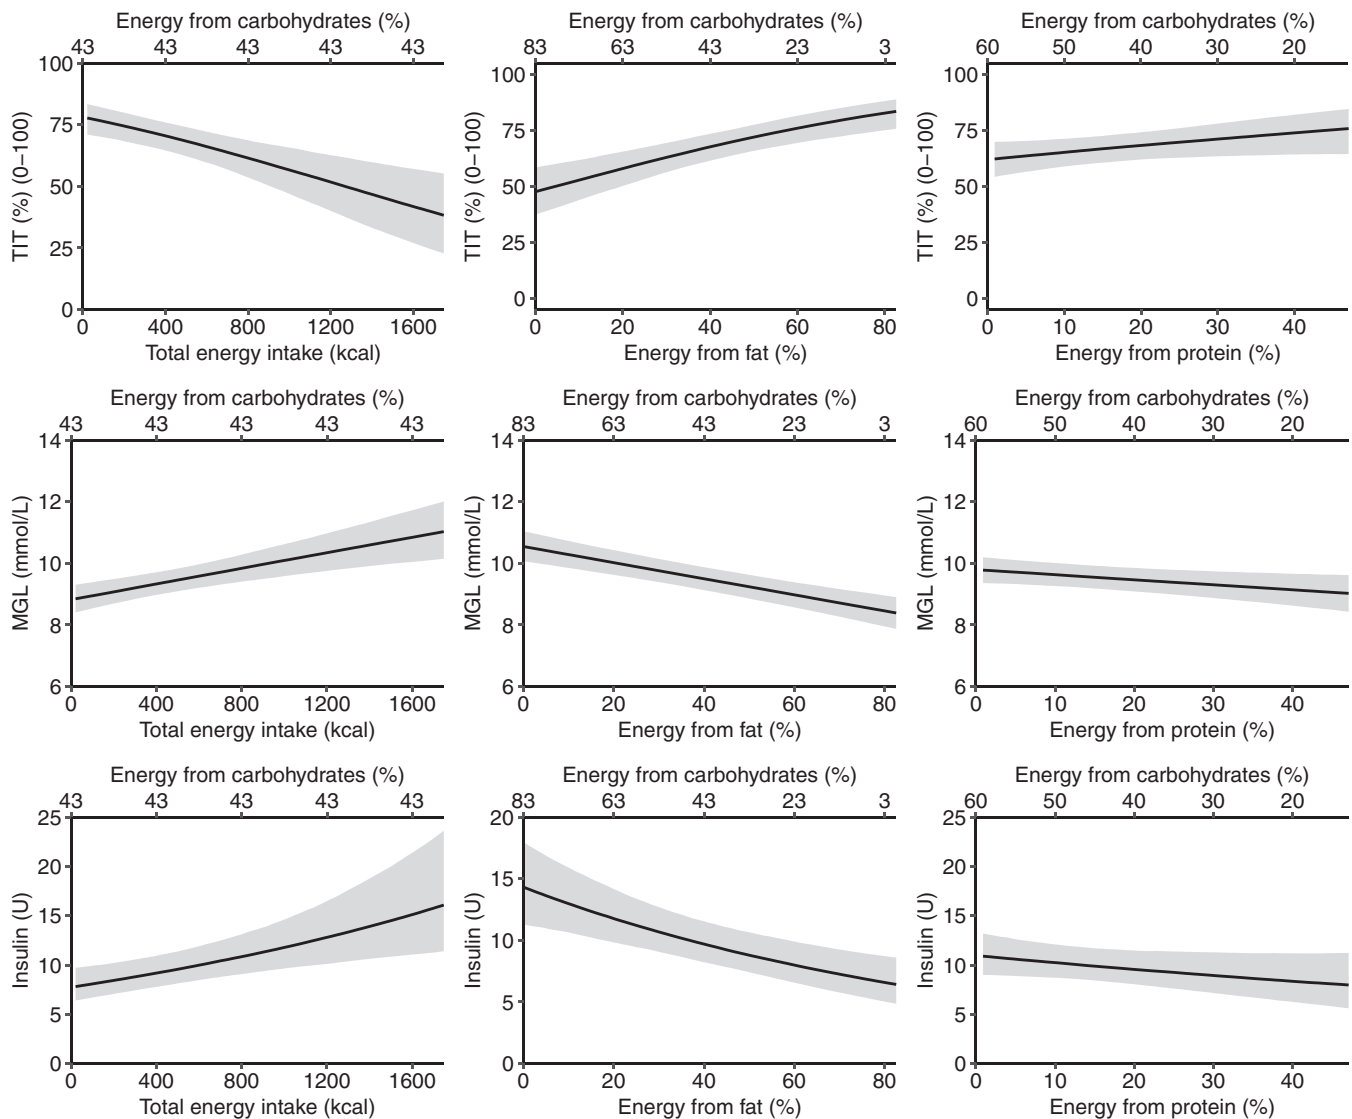 Energy from carbohydrates (%) Energy from carbohydrates (%) Energy from carbohydrates (%)
43 43 43 43 43 83 63 43 23 3 60 50 40 30 20
TIT (%) (0–100) TIT (%) (0–100) TIT (%) (0–100)
100 100 100
75 75 75
50 50 50
25 25 25
0 0 0
0 400 800 1200 1600 0 20 40 60 80 0 10 20 30 40
Total energy intake (kcal) Energy from fat (%) Energy from protein (%)
Energy from carbohydrates (%) Energy from carbohydrates (%) Energy from carbohydrates (%)
43 43 43 43 43 83 63 43 23 3 60 50 40 30 20
MGL (mmol/L) MGL (mmol/L) MGL (mmol/L)
14 14 14
12 12 12
10 10 10
8 8 8
6 6 6
0 400 800 1200 1600 0 20 40 60 80 0 10 20 30 40
Total energy intake (kcal) Energy from fat (%) Energy from protein (%)
Energy from carbohydrates (%) Energy from carbohydrates (%) Energy from carbohydrates (%)
43 43 43 43 43 83 63 43 23 3 60 50 40 30 20
Insulin (U) Insulin (U) Insulin (U)
25 20 25
20 15 20
15 10 15
10 5 10
5 0 5
0 0
0 400 800 1200 1600 0 20 40 60 80 0 10 20 30 40
Total energy intake (kcal) Energy from fat (%) Energy from protein (%)